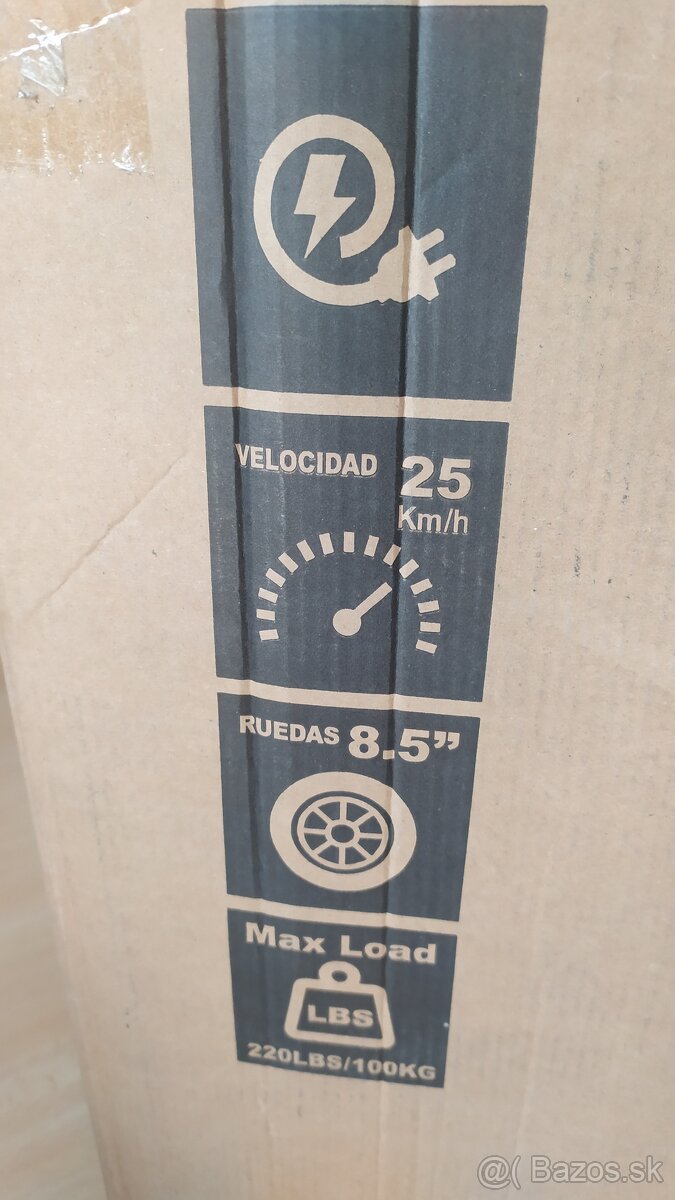 VELOCIDAD 25
Km/h
RUEDAS 8.5”
Max Load
LBS
220LBS/100KG
@( Bazos.sk